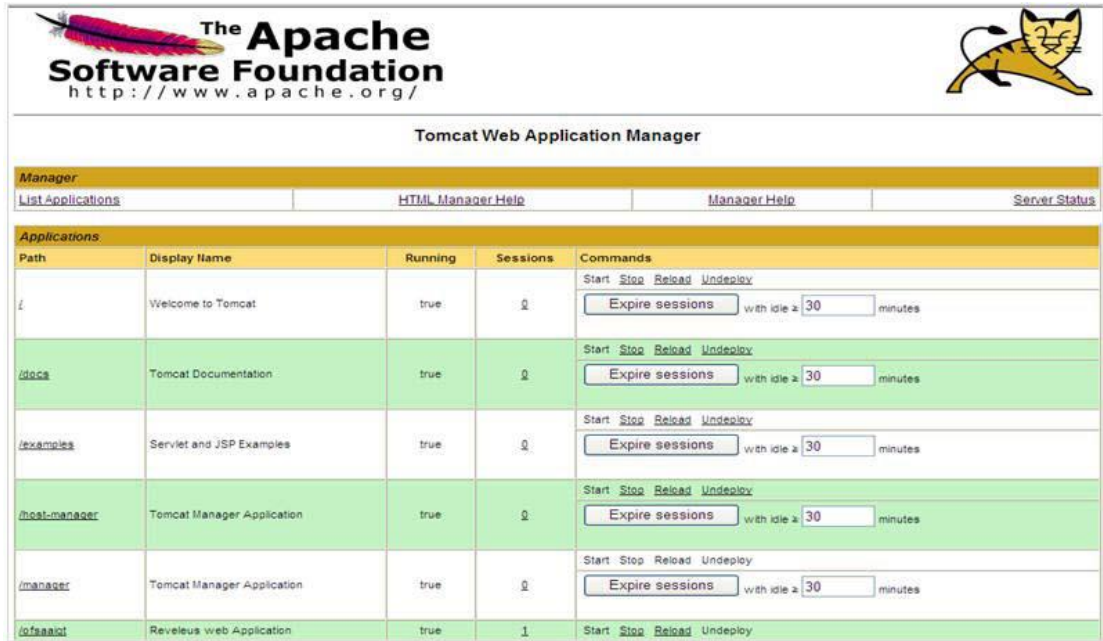 The Apache
Software Foundation
http://www.apache.org/
Tomcat Web Application Manager
Manager
List Applications HTML Manager Help Manager Help Server Status
Applications
Path Display Name Running Sessions Commands
Start Stop Reload Undeploy
/ Welcome to Tomcat true 0 Expire sessions with idle ≥ 30 minutes
Start Stop Reload Undeploy
/docs Tomcat Documentation true 0 Expire sessions with idle ≥ 30 minutes
Start Stop Reload Undeploy
/examples Servlet and JSP Examples true 0 Expire sessions with idle ≥ 30 minutes
Start Stop Reload Undeploy
/host-manager Tomcat Manager Application true 0 Expire sessions with idle ≥ 30 minutes
Start Stop Reload Undeploy
/manager Tomcat Manager Application true 0 Expire sessions with idle ≥ 30 minutes
Reveleus web Application true 1 Start Stop Reload Undeploy